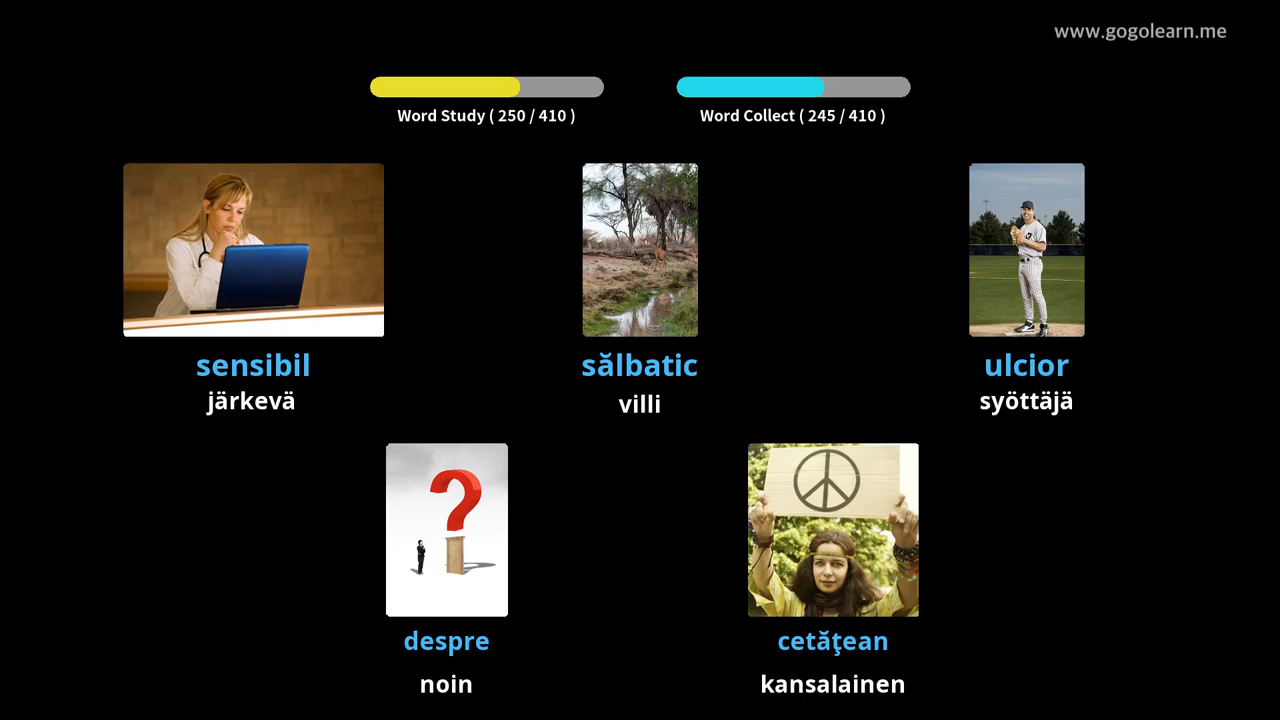 www.gogolearn.me
Word Study ( 250 / 410 )
Word Collect ( 245 / 410 )
sensibil
järkevä
sălbatic
villi
ulcior
syöttäjä
despre
noin
cetăţean
kansalainen